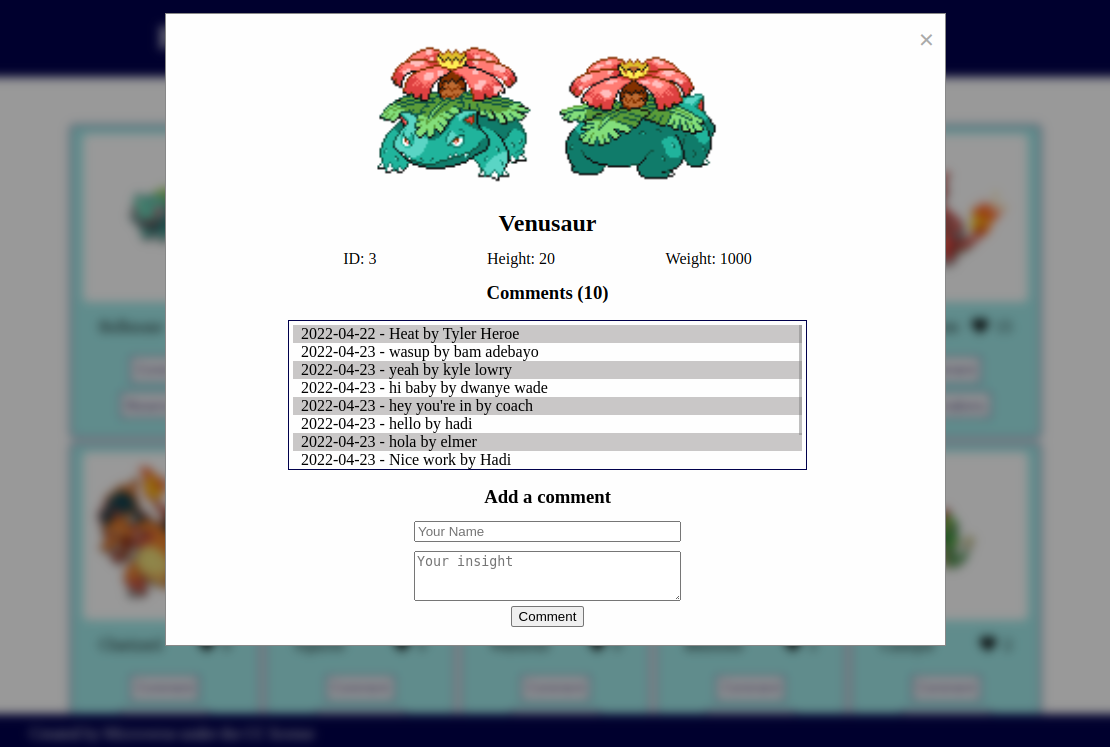 ×
Venusaur
ID: 3 Height: 20 Weight: 1000
Comments (10)
2022-04-22 - Heat by Tyler Heroe
2022-04-23 - wasup by bam adebayo
2022-04-23 - yeah by kyle lowry
2022-04-23 - hi baby by dwanye wade
2022-04-23 - hey you're in by coach
2022-04-23 - hello by hadi
2022-04-23 - hola by elmer
2022-04-23 - Nice work by Hadi
Add a comment
Your Name
Your insight
Comment